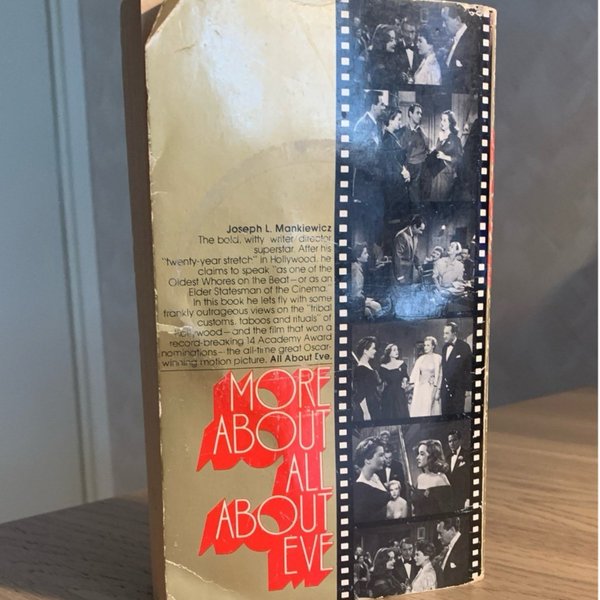 Joseph L. Mankiewicz
The bold, witty writer/director
superstar. After his
"twenty-year stretch" in Hollywood, he
claims to speak "as one of the
Oldest Whores on the Beat—or as an
Elder Statesman of the Cinema."
In this book he lets fly with some
frankly outrageous views on the "tribal
customs, taboos and rituals" of
Hollywood—and the film that won a
record-breaking 14 Academy Award
nominations—the all-time great Oscar-
winning motion picture, All About Eve.
MORE
ABOUT
ALL
ABOUT
EVE